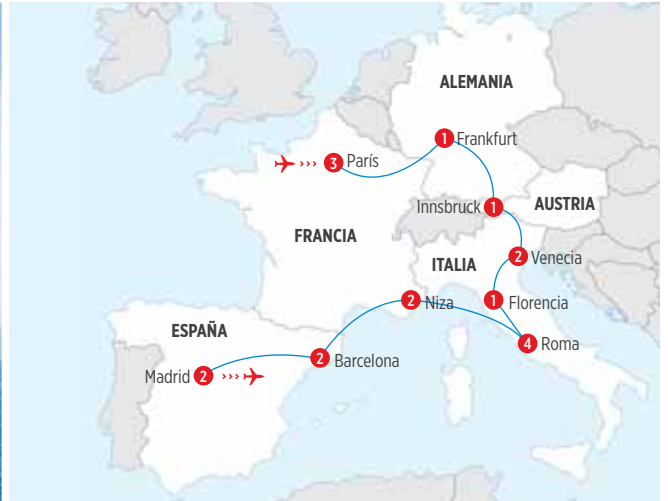 ALEMANIA
1 Frankfurt
››› 3 París
Innsbruck 1
AUSTRIA
FRANCIA
2 Venecia
ITALIA
2 Niza
1 Florencia
ESPAÑA
4 Roma
2 Barcelona
Madrid 2 ›››